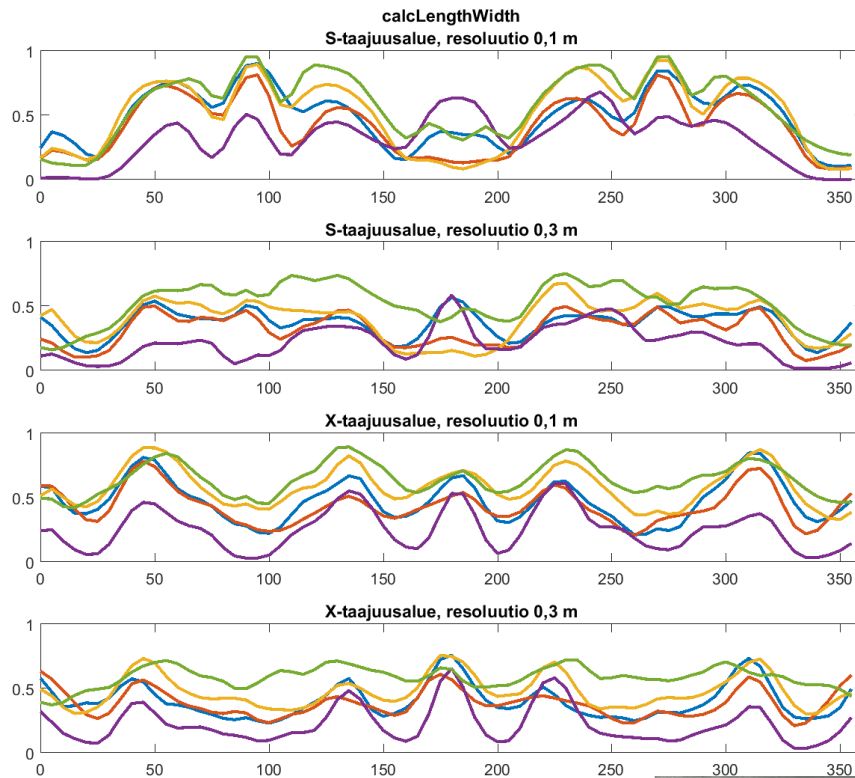 calcLengthWidth
S-taajuusalue, resoluutio 0,1 m
1
0.5
0
0 50 100 150 200 250 300 350
S-taajuusalue, resoluutio 0,3 m
1
0.5
0
0 50 100 150 200 250 300 350
X-taajuusalue, resoluutio 0,1 m
1
0.5
0
0 50 100 150 200 250 300 350
X-taajuusalue, resoluutio 0,3 m
1
0.5
0
0 50 100 150 200 250 300 350